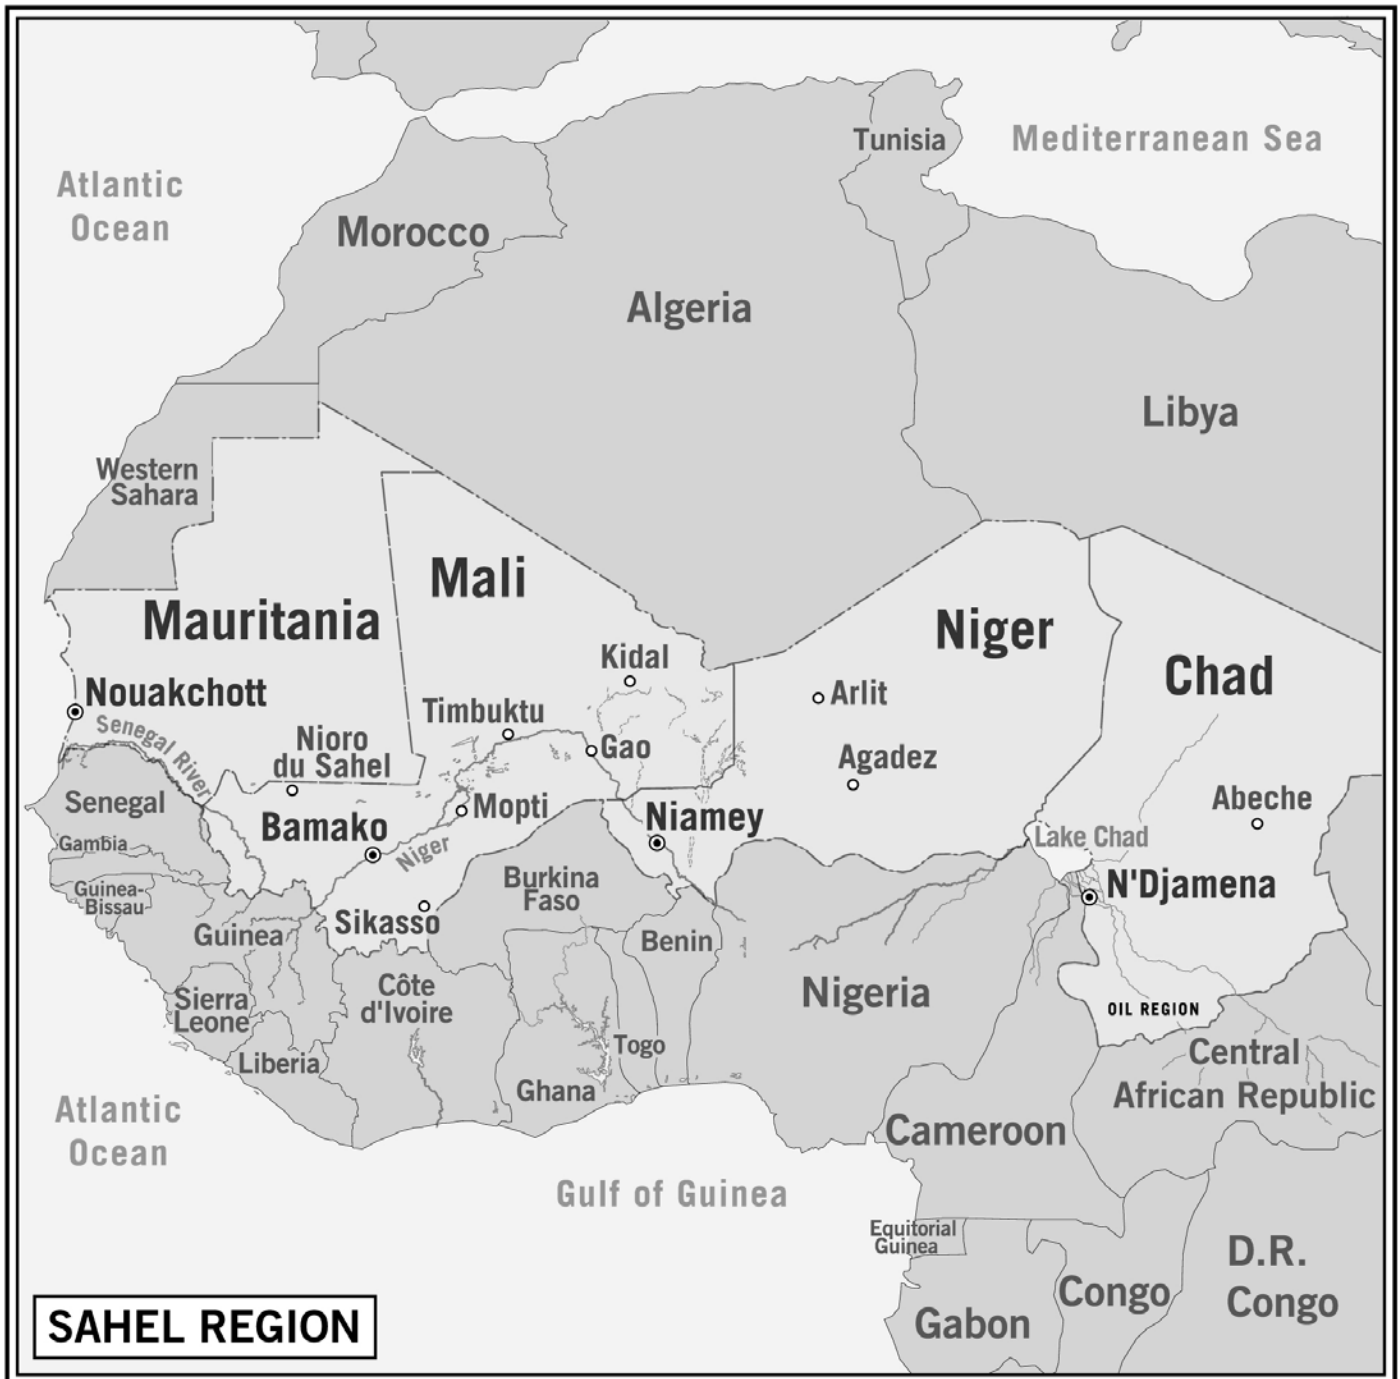 Tunisia
Mediterranean Sea
Atlantic
Ocean
Morocco
Algeria
Libya
Western
Sahara
Mali
Mauritania
Niger
Kidal
Chad
Nouakchott
Arlit
Timbuktu
Senegal River
Nioro
du Sahel
Gao
Agadez
Senegal
Mopti
Abeche
Bamako
Niamey
Niger
Lake Chad
Gambia
Guinea-
Bissau
Burkina
Faso
N'Djamena
Sikasso
Guinea
Benin
Côte
d'Ivoire
Nigeria
Sierra
Leone
OIL REGION
Togo
Liberia
Ghana
Central
African Republic
Atlantic
Ocean
Cameroon
Gulf of Guinea
Equitorial
Guinea
D.R.
Congo
Congo
Gabon
SAHEL REGION